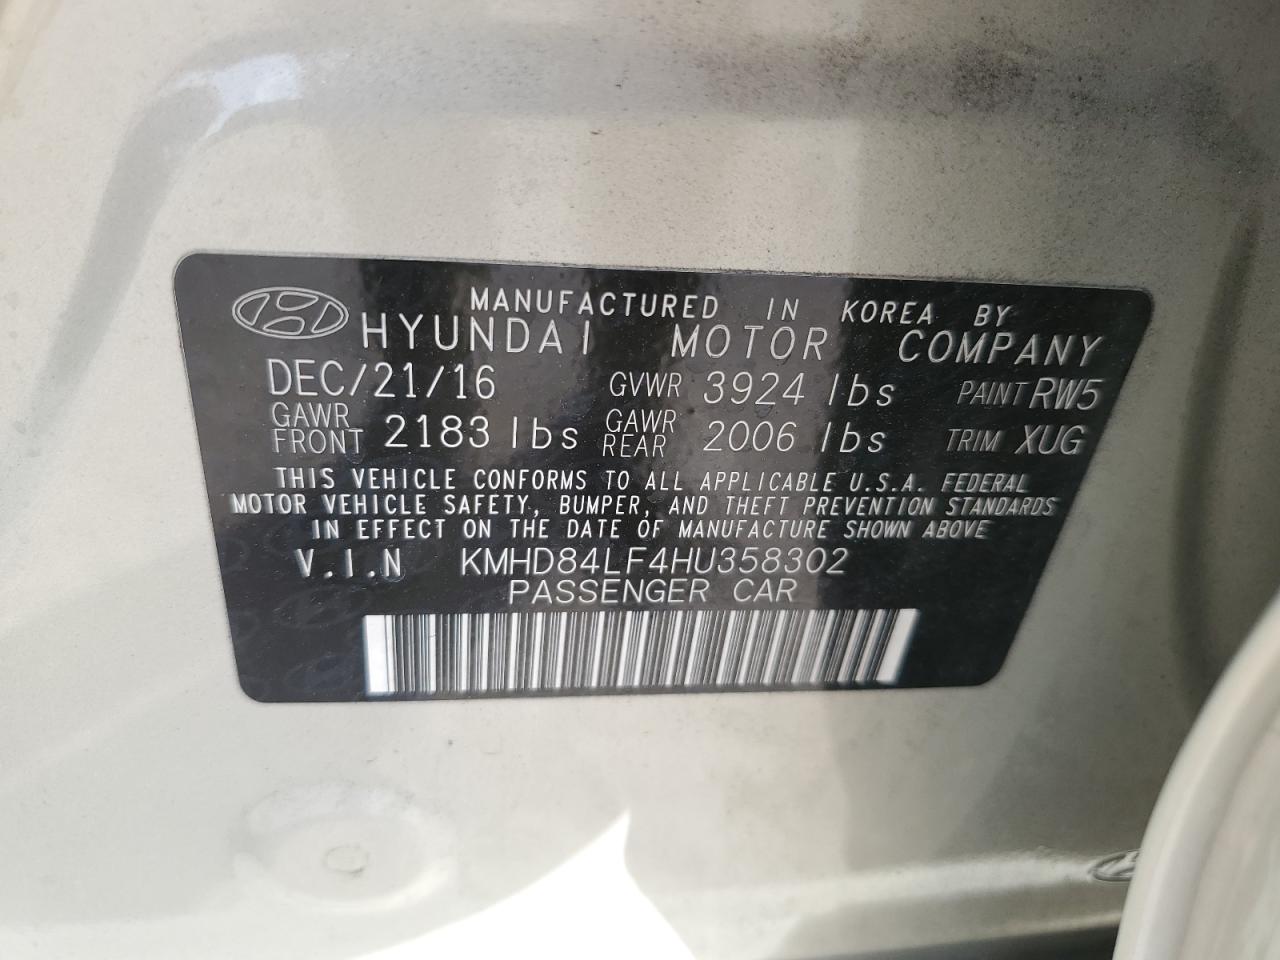 MANUFACTURED IN KOREA BY
HYUNDAI MOTOR COMPANY
DEC/21/16 GVWR 3924 lbs PAINT RW5
GAWR FRONT 2183 lbs GAWR REAR 2006 lbs TRIM XUG
THIS VEHICLE CONFORMS TO ALL APPLICABLE U.S.A. FEDERAL
MOTOR VEHICLE SAFETY, BUMPER, AND THEFT PREVENTION STANDARDS
IN EFFECT ON THE DATE OF MANUFACTURE SHOWN ABOVE
V.I.N KMHD84LF4HU358302
PASSENGER CAR